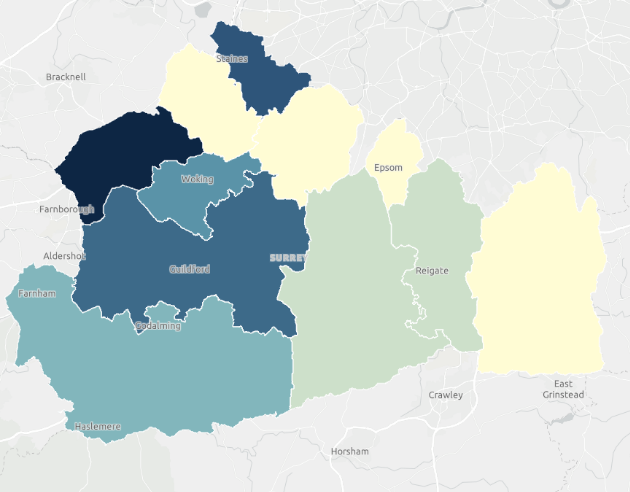 Staines
Bracknell
Epsom
Woking
Farnborough
Aldershot
SURREY
Guildford
Reigate
Farnham
Godalming
East
Grinstead
Crawley
Haslemere
Horsham